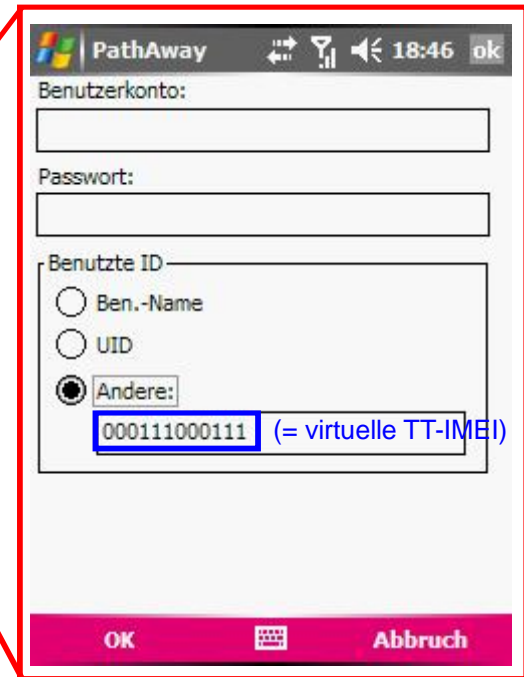 PathAway 18:46 ok
Benutzerkonto:
Passwort:
Benutzte ID
Ben.-Name
UID
Andere:
000111000111 (= virtuelle TT-IMEI)
OK Abbruch